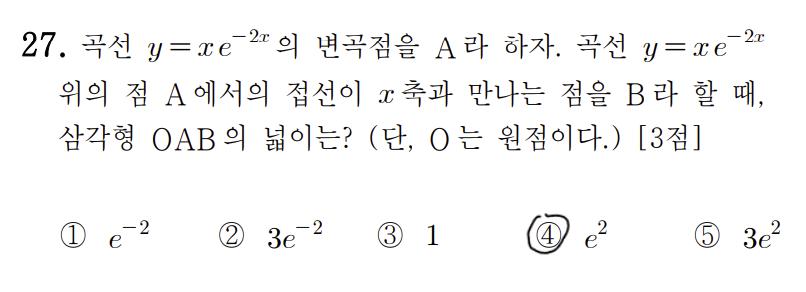 27. 곡선 y=xe^{-2x}의 변곡점을 A라 하자. 곡선 y=xe^{-2x}
위의 점 A에서의 접선이 x축과 만나는 점을 B라 할 때,
삼각형 OAB의 넓이는? (단, O는 원점이다.) [3점]
① e^{-2} ② 3e^{-2} ③ 1 ④ e^{2} ⑤ 3e^{2}